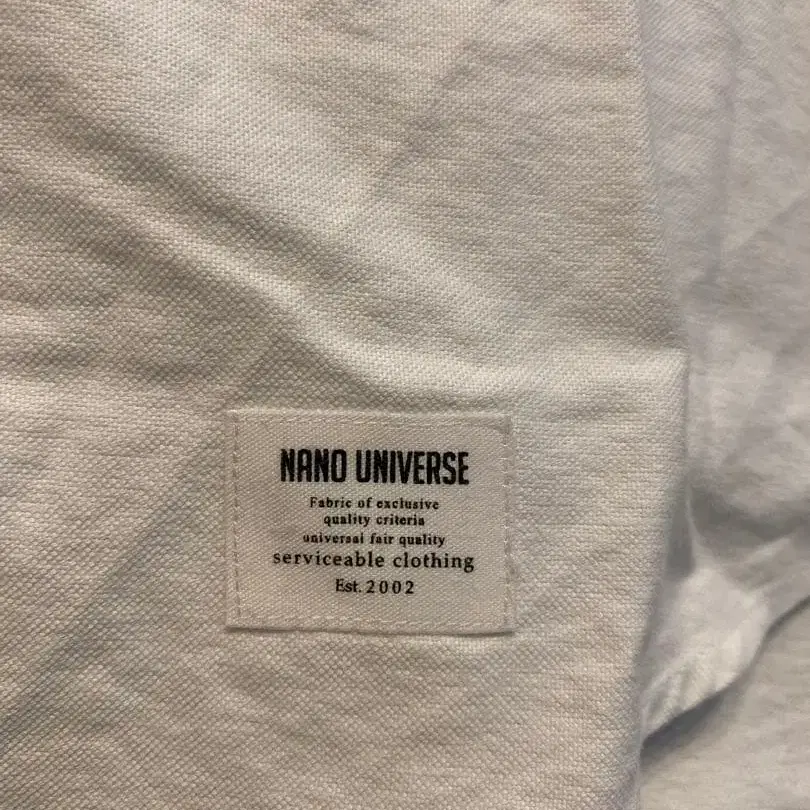 NANO UNIVERSE
Fabric of exclusive
quality criteria
universal fair quality
serviceable clothing
Est. 2002